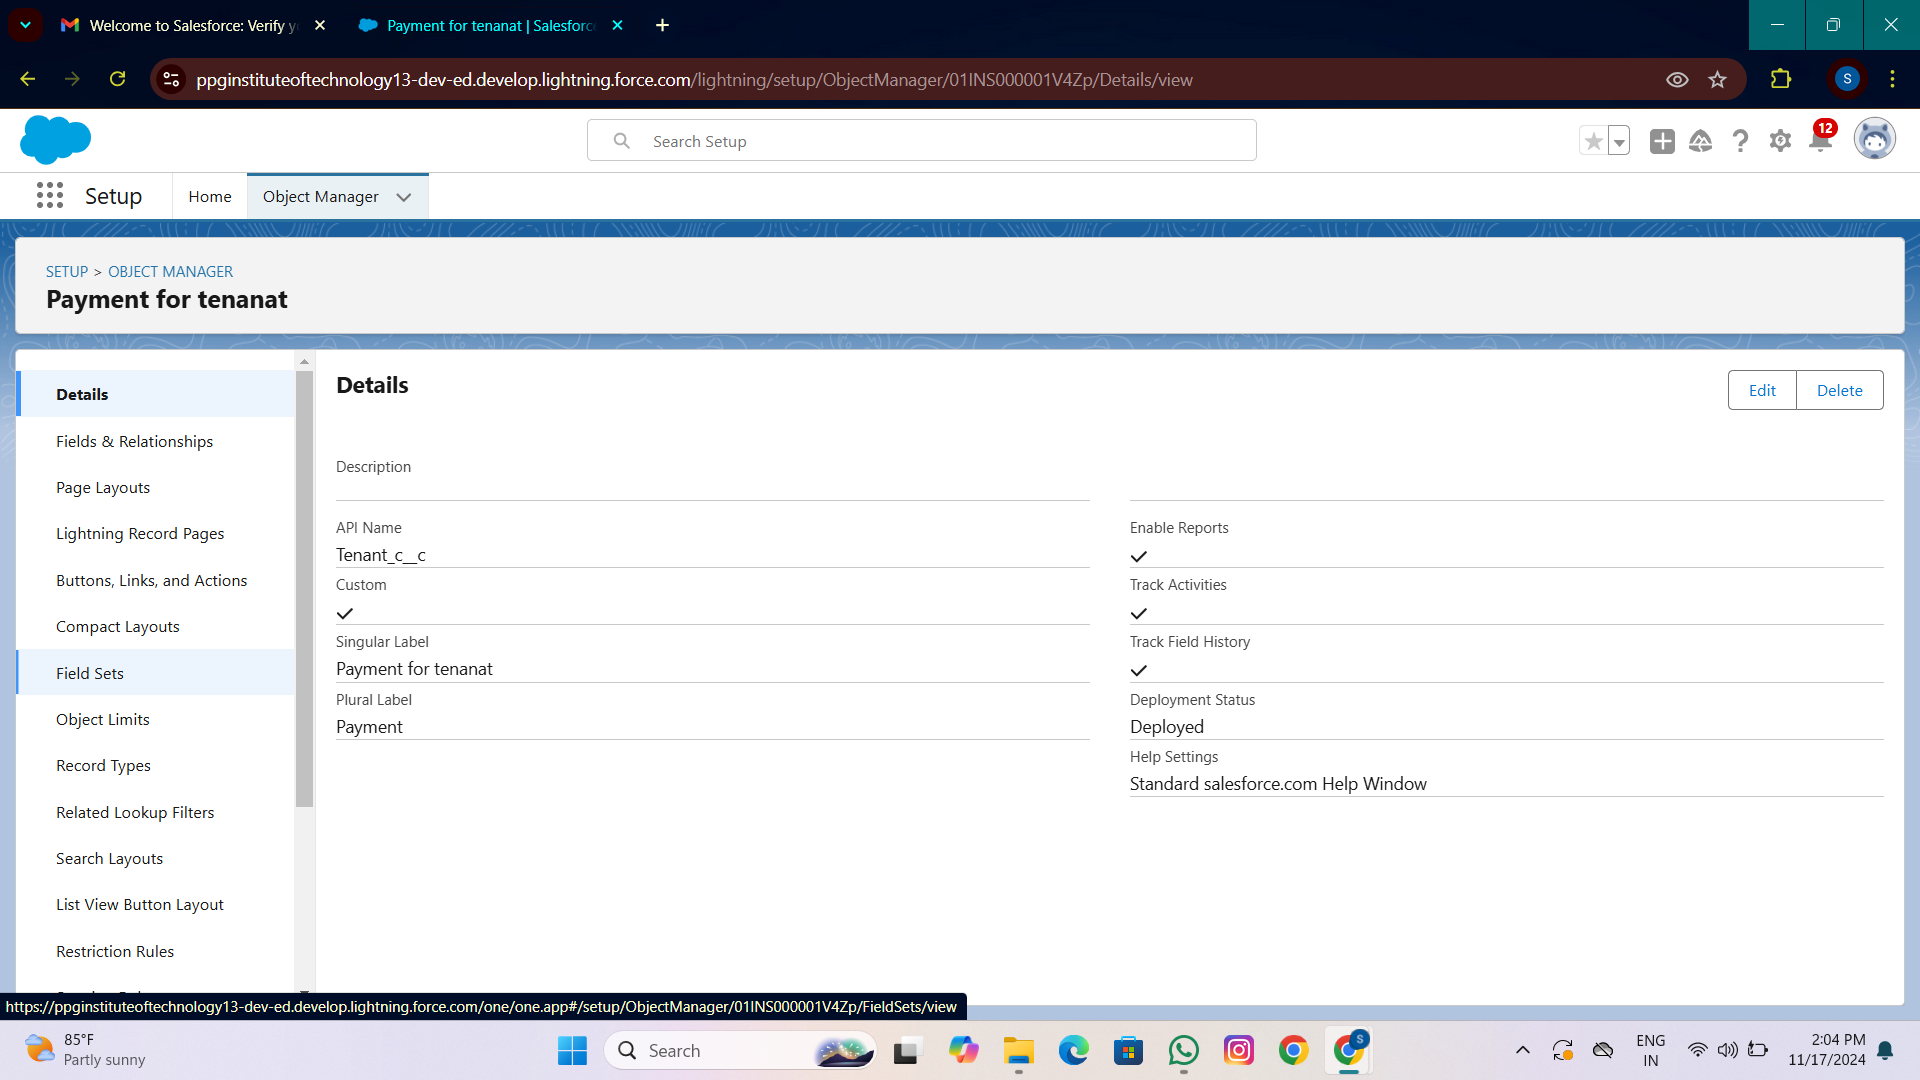 Welcome to Salesforce: Verify y
Payment for tenanat | Salesforc
ppginstituteoftechnology13-dev-ed.develop.lightning.force.com/lightning/setup/ObjectManager/01INS000001V4Zp/Details/view
S
Search Setup
12
Setup
Home
Object Manager
SETUP > OBJECT MANAGER
Payment for tenanat
Details
Fields & Relationships
Page Layouts
Lightning Record Pages
Buttons, Links, and Actions
Compact Layouts
Field Sets
Object Limits
Record Types
Related Lookup Filters
Search Layouts
List View Button Layout
Restriction Rules
Details
Edit
Delete
Description
API Name
Tenant_c__c
Custom
Singular Label
Payment for tenanat
Plural Label
Payment
Enable Reports
Track Activities
Track Field History
Deployment Status
Deployed
Help Settings
Standard salesforce.com Help Window
https://ppginstituteoftechnology13-dev-ed.develop.lightning.force.com/one/one.app#/setup/ObjectManager/01INS000001V4Zp/FieldSets/view
85°F
Partly sunny
Search
S
ENG
IN
2:04 PM
11/17/2024